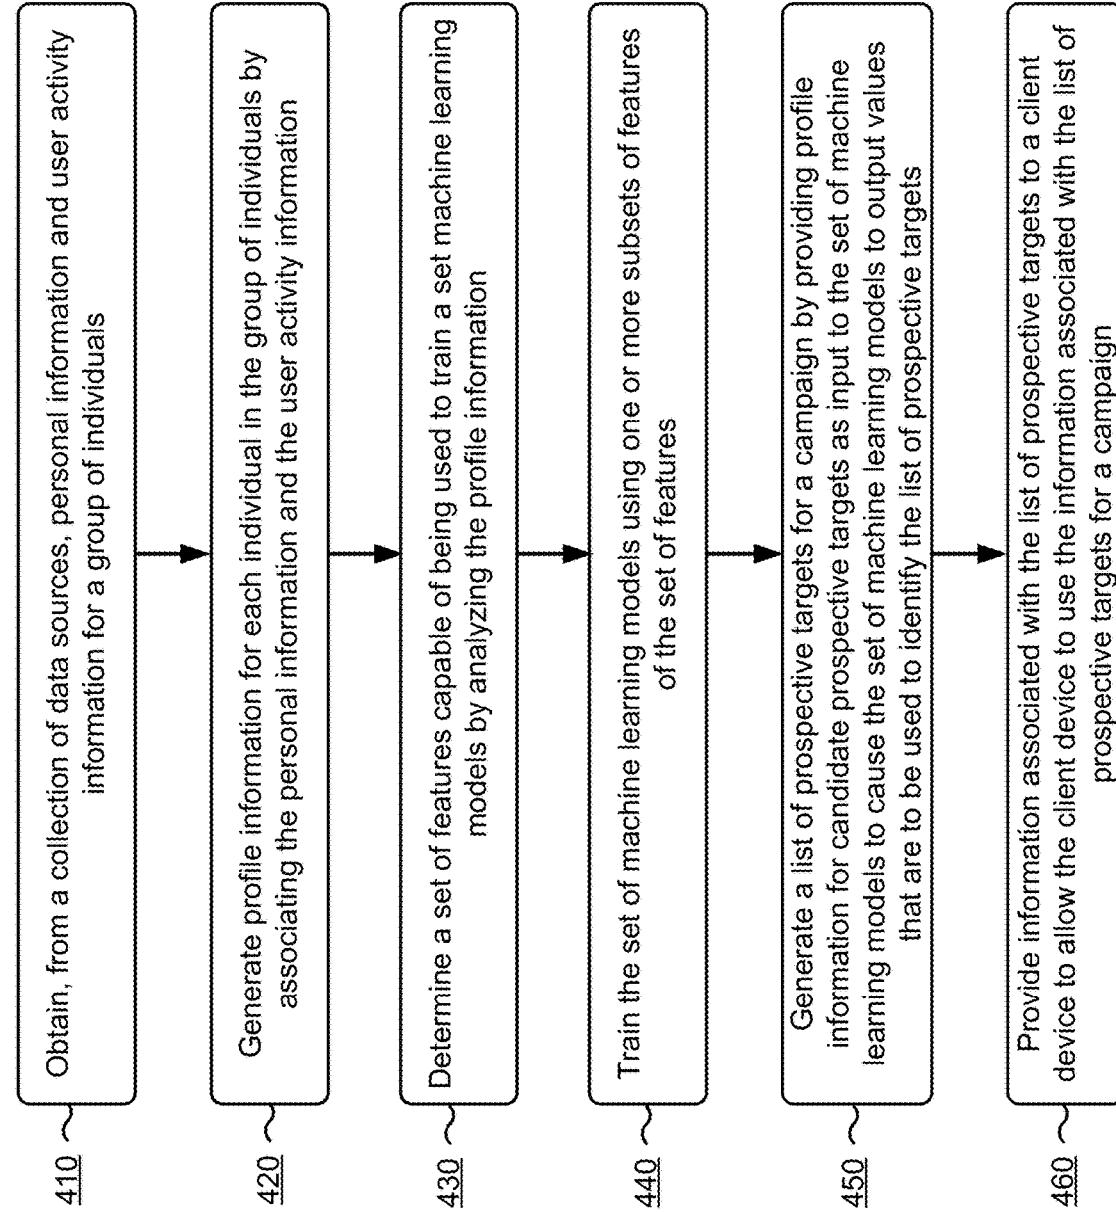 410
Obtain, from a collection of data sources, personal information and user activity
information for a group of individuals
420
Generate profile information for each individual in the group of individuals by
associating the personal information and the user activity information
430
Determine a set of features capable of being used to train a set machine learning
models by analyzing the profile information
440
Train the set of machine learning models using one or more subsets of features
of the set of features
450
Generate a list of prospective targets for a campaign by providing profile
information for candidate prospective targets as input to the set of machine
learning models to cause the set of machine learning models to output values
that are to be used to identify the list of prospective targets
460
Provide information associated with the list of prospective targets to a client
device to allow the client device to use the information associated with the list of
prospective targets for a campaign